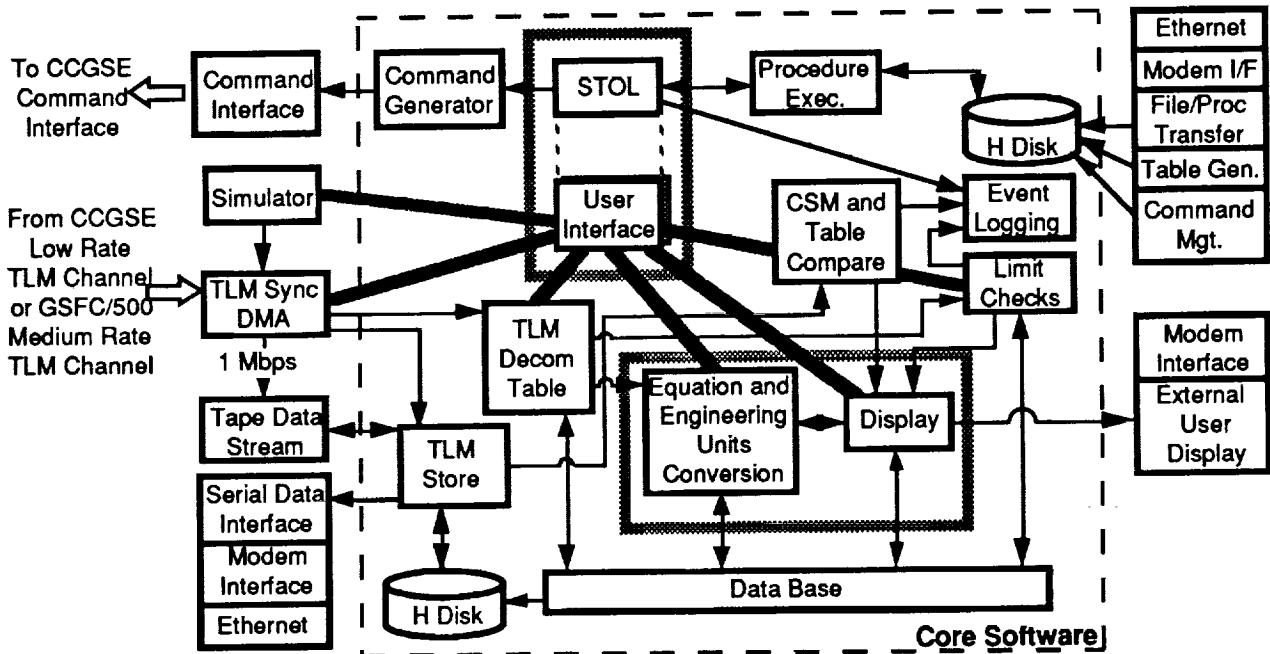 To CCGSE
Command
Interface
Command
Interface
Command
Generator
STOL
Procedure
Exec.
H Disk
Ethernet
Modem I/F
File/Proc
Transfer
Table Gen.
Command
Mgt.
Simulator
User
Interface
CSM and
Table
Compare
Event
Logging
Limit
Checks
From CCGSE
Low Rate
TLM Channel
or GSFC/500
Medium Rate
TLM Channel
TLM Sync
DMA
1 Mbps
TLM
Decom
Table
Equation and
Engineering
Units
Conversion
Display
Modem
Interface
External
User
Display
Tape Data
Stream
TLM
Store
Serial Data
Interface
Modem
Interface
Ethernet
H Disk
Data Base
Core Software